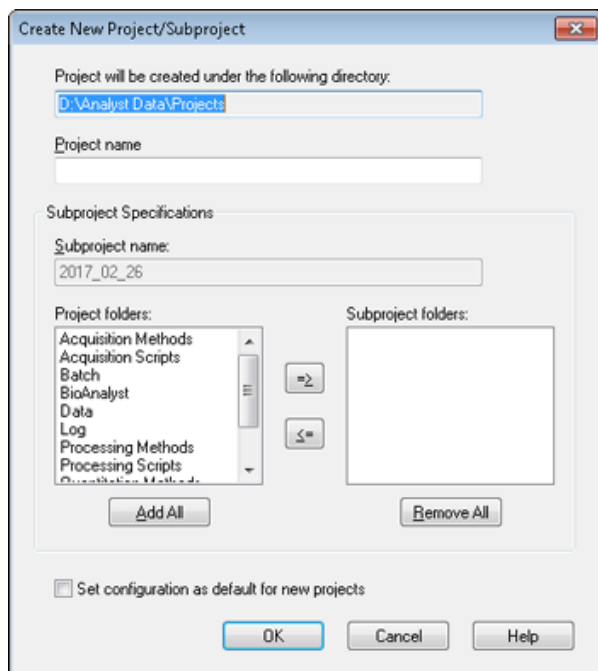 Create New Project/Subproject
Project will be created under the following directory:
D:\Analyst Data\Projects
Project name
Subproject Specifications
Subproject name:
2017_02_26
Project folders:
Subproject folders:
Acquisition Methods
Acquisition Scripts
Batch
BioAnalyst
Data
Log
Processing Methods
Processing Scripts
Quantitation Methods
=>
<=
Add All
Remove All
Set configuration as default for new projects
OK
Cancel
Help